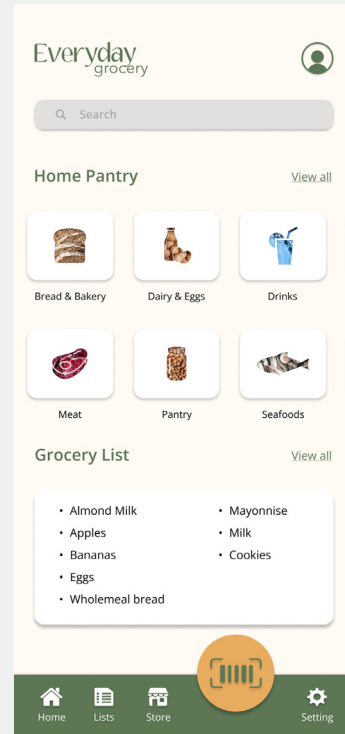 Everyday
grocery
Search
Home Pantry View all
Bread & Bakery Dairy & Eggs Drinks
Meat Pantry Seafoods
Grocery List View all
• Almond Milk • Mayonnise
• Apples • Milk
• Bananas • Cookies
• Eggs
• Wholemeal bread
Home Lists Store Setting